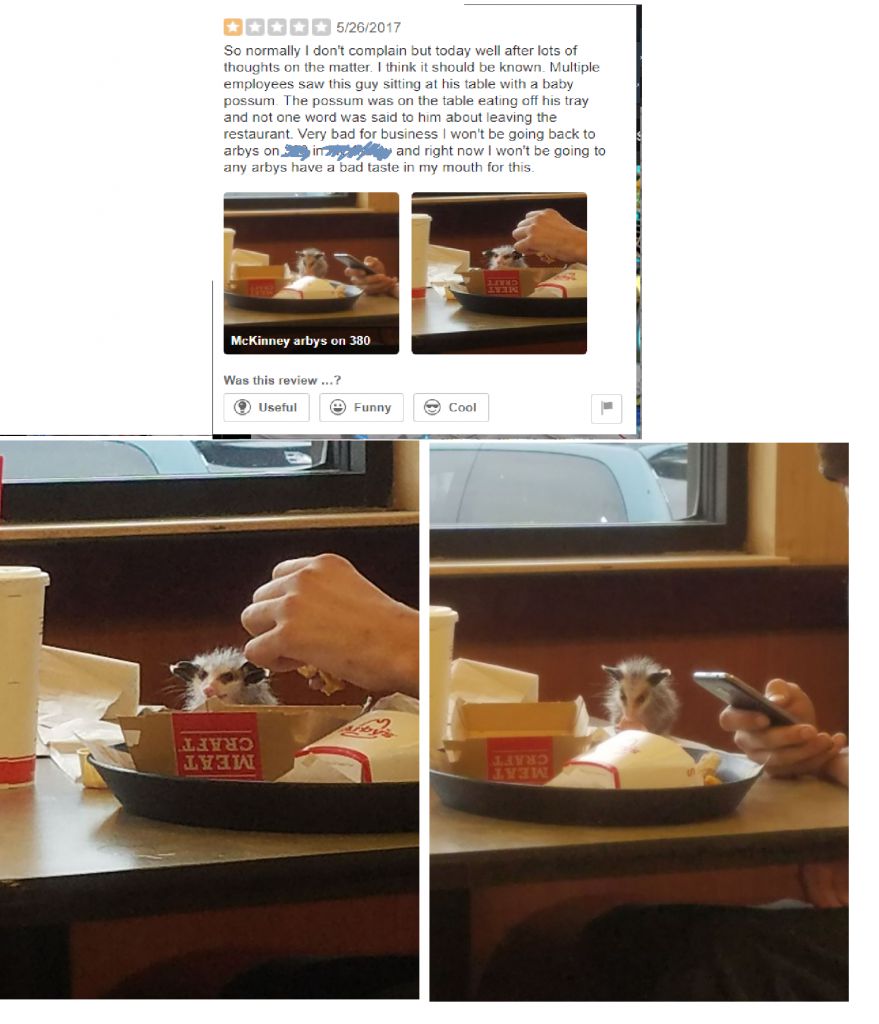 5/26/2017
So normally I don't complain but today well after lots of
thoughts on the matter. I think it should be known. Multiple
employees saw this guy sitting at his table with a baby
possum. The possum was on the table eating off his tray
and not one word was said to him about leaving the
restaurant. Very bad for business I won't be going back to
arbys on in and right now I won't be going to
any arbys have a bad taste in my mouth for this.
MEAT
CRAFT
McKinney arbys on 380
MEAT
CRAFT
Was this review ...?
Useful Funny Cool
MEAT
CRAFT
MEAT
CRAFT